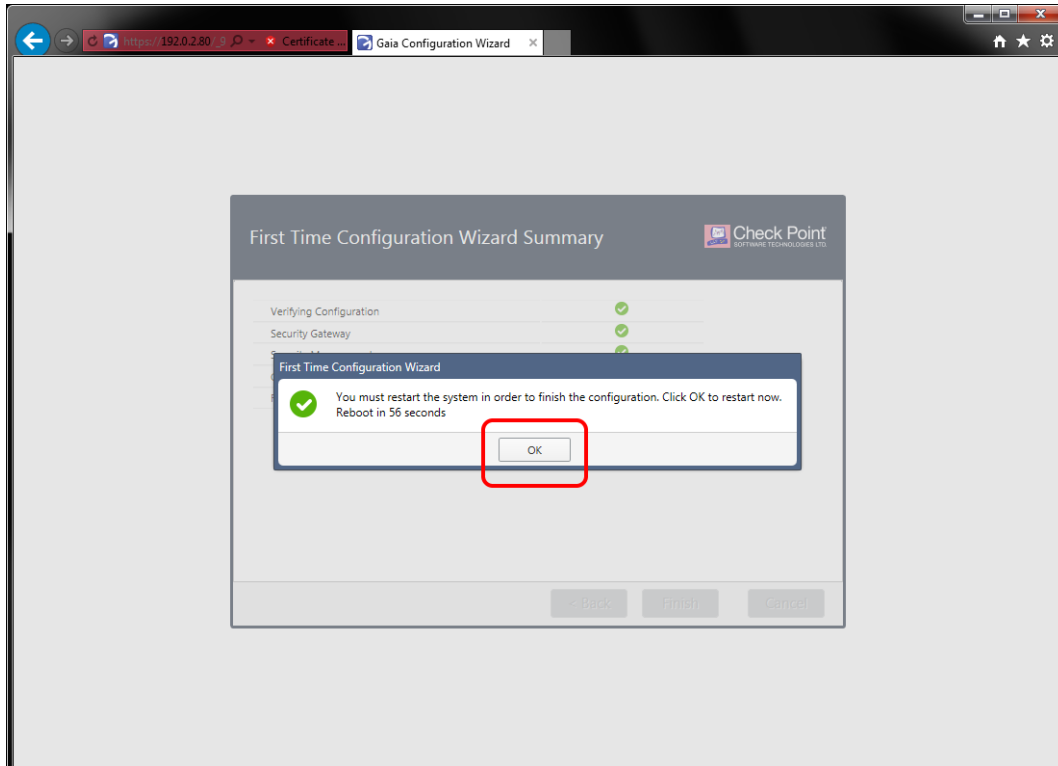 https://192.0.2.80/
Certificate ...
Gaia Configuration Wizard
First Time Configuration Wizard Summary
Check Point
SOFTWARE TECHNOLOGIES LTD.
Verifying Configuration
Security Gateway
First Time Configuration Wizard
You must restart the system in order to finish the configuration. Click OK to restart now.
Reboot in 56 seconds
OK
< Back
Finish
Cancel